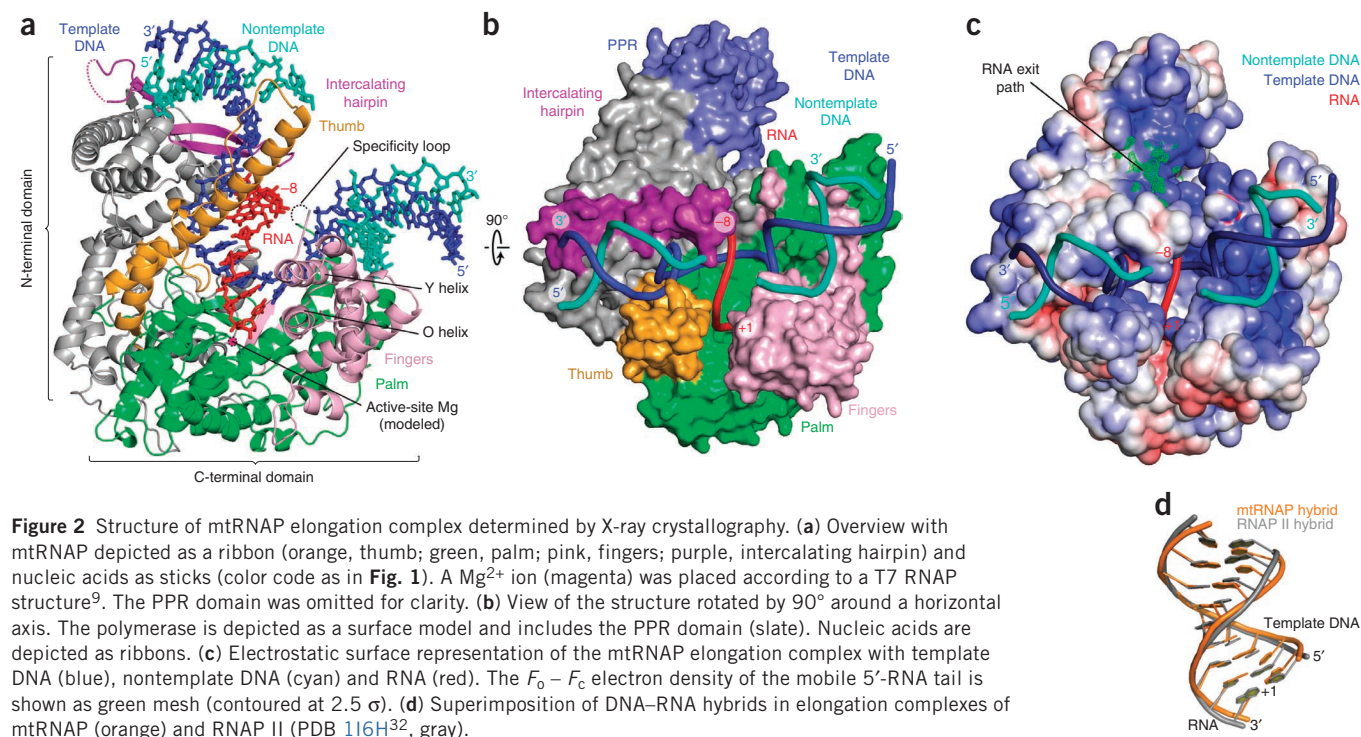 a
Template
DNA
3′
5′
Nontemplate
DNA
Intercalating
hairpin
Thumb
Specificity loop
–8
RNA
3′
5′
Y helix
O helix
Fingers
Palm
Active-site Mg
(modeled)
N-terminal domain
C-terminal domain
90°
b
PPR
Template
DNA
Intercalating
hairpin
Nontemplate
DNA
RNA
3′
5′
3′
–8
5′
+1
Thumb
Fingers
Palm
c
Nontemplate DNA
Template DNA
RNA
RNA exit
path
5′
3′
–8
3′
5′
+1
Figure 2 Structure of mtRNAP elongation complex determined by X-ray crystallography. (a) Overview with
mtRNAP depicted as a ribbon (orange, thumb; green, palm; pink, fingers; purple, intercalating hairpin) and
nucleic acids as sticks (color code as in Fig. 1). A Mg2+ ion (magenta) was placed according to a T7 RNAP
structure9. The PPR domain was omitted for clarity. (b) View of the structure rotated by 90° around a horizontal
axis. The polymerase is depicted as a surface model and includes the PPR domain (slate). Nucleic acids are
depicted as ribbons. (c) Electrostatic surface representation of the mtRNAP elongation complex with template
DNA (blue), nontemplate DNA (cyan) and RNA (red). The Fo – Fc electron density of the mobile 5′-RNA tail is
shown as green mesh (contoured at 2.5 σ). (d) Superimposition of DNA–RNA hybrids in elongation complexes of
mtRNAP (orange) and RNAP II (PDB 1I6H32, gray).
d
mtRNAP hybrid
RNAP II hybrid
Template DNA
5′
+1
RNA
3′